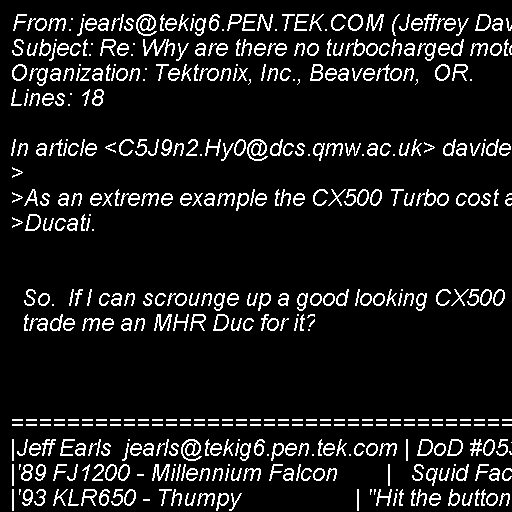 From: jearls@tekig6.PEN.TEK.COM (Jeffrey Dav
Subject: Re: Why are there no turbocharged moto
Organization: Tektronix, Inc., Beaverton,  OR.
Lines: 18

In article <C5J9n2.Hy0@dcs.qmw.ac.uk> davide
>
>As an extreme example the CX500 Turbo cost a
>Ducati.

So.  If I can scrounge up a good looking CX500
trade me an MHR Duc for it?

====================================
|Jeff Earls  jearls@tekig6.pen.tek.com | DoD #053
|'89 FJ1200 - Millennium Falcon       |   Squid Fac
|'93 KLR650 - Thumpy                 | "Hit the button